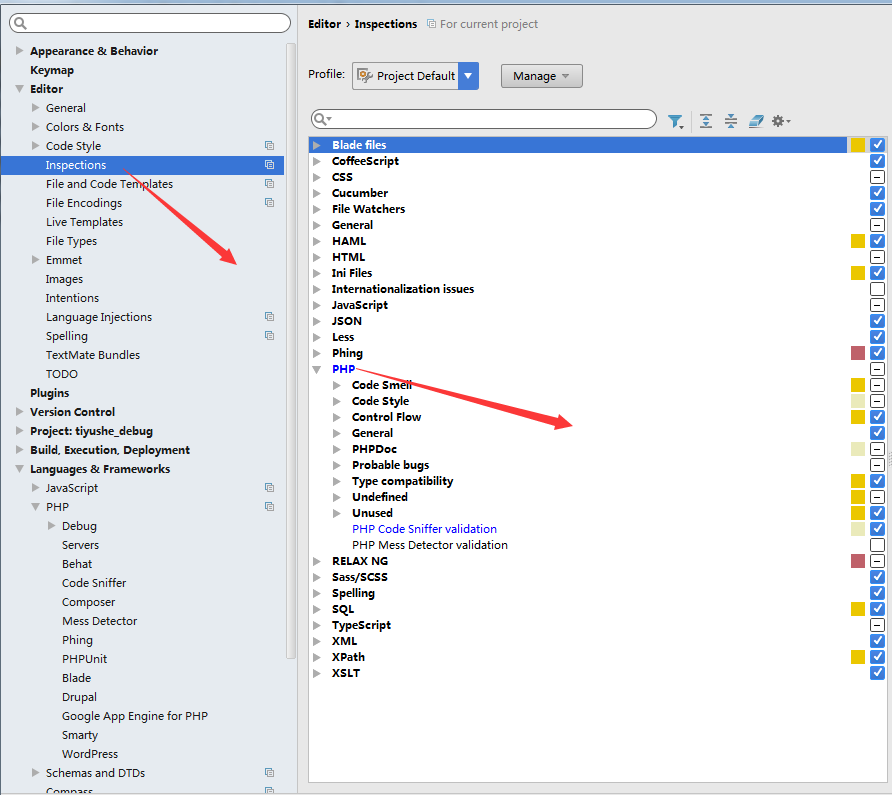 Appearance & Behavior
Keymap
Editor
General
Colors & Fonts
Code Style
Inspections
File and Code Templates
File Encodings
Live Templates
File Types
Emmet
Images
Intentions
Language Injections
Spelling
TextMate Bundles
TODO
Plugins
Version Control
Project: tiyushe_debug
Build, Execution, Deployment
Languages & Frameworks
JavaScript
PHP
Debug
Servers
Behat
Code Sniffer
Composer
Mess Detector
Phing
PHPUnit
Blade
Drupal
Google App Engine for PHP
Smarty
WordPress
Schemas and DTDs
Compass
Editor › Inspections For current project
Profile: Project Default Manage
Blade files
CoffeeScript
CSS
Cucumber
File Watchers
General
HAML
HTML
Ini Files
Internationalization issues
JavaScript
JSON
Less
Phing
PHP
Code Smell
Code Style
Control Flow
General
PHPDoc
Probable bugs
Type compatibility
Undefined
Unused
PHP Code Sniffer validation
PHP Mess Detector validation
RELAX NG
Sass/SCSS
Spelling
SQL
TypeScript
XML
XPath
XSLT